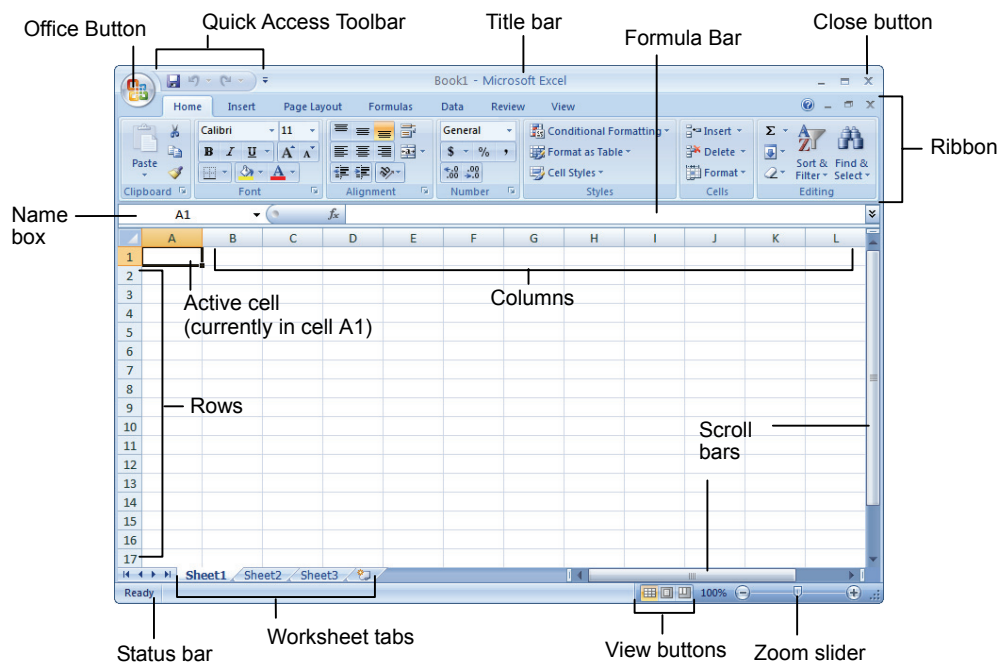 Office Button
Quick Access Toolbar
Title bar
Formula Bar
Close button
Book1 - Microsoft Excel
Home Insert Page Layout Formulas Data Review View
Calibri 11 General Conditional Formatting Insert Σ
Paste B I U A A $ % , Format as Table Delete Sort & Find &
A .00 .0 Cell Styles Format Filter Select
Clipboard Font Alignment Number Styles Cells Editing
Ribbon
Name
box
A1 fx
A B C D E F G H I J K L
1
2
3
4
5
6
7
8
9
10
11
12
13
14
15
16
17
Active cell
(currently in cell A1)
Columns
Rows
Scroll
bars
Sheet1 Sheet2 Sheet3
Ready 100%
Status bar
Worksheet tabs
View buttons
Zoom slider